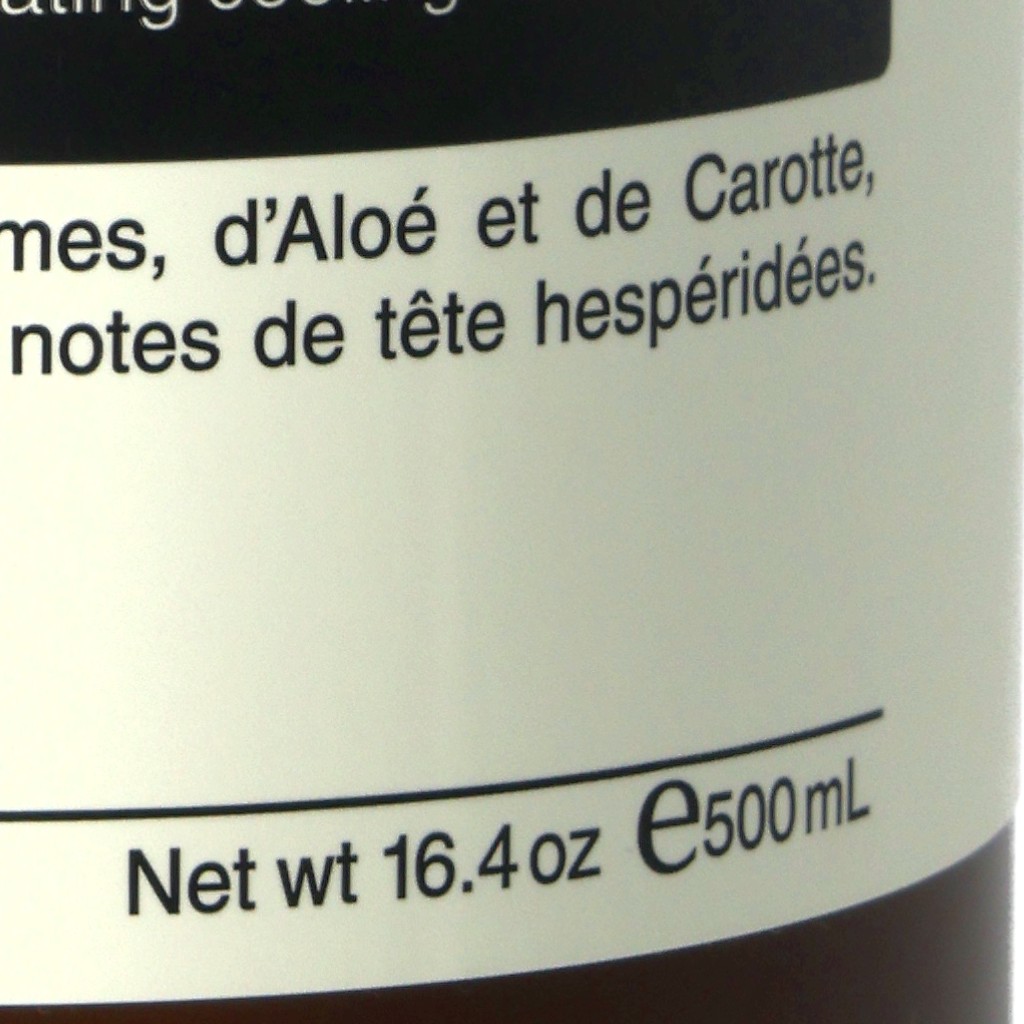 mes, d'Aloé et de Carotte,
notes de tête hespéridées.
Net wt 16.4 oz ℮500 mL